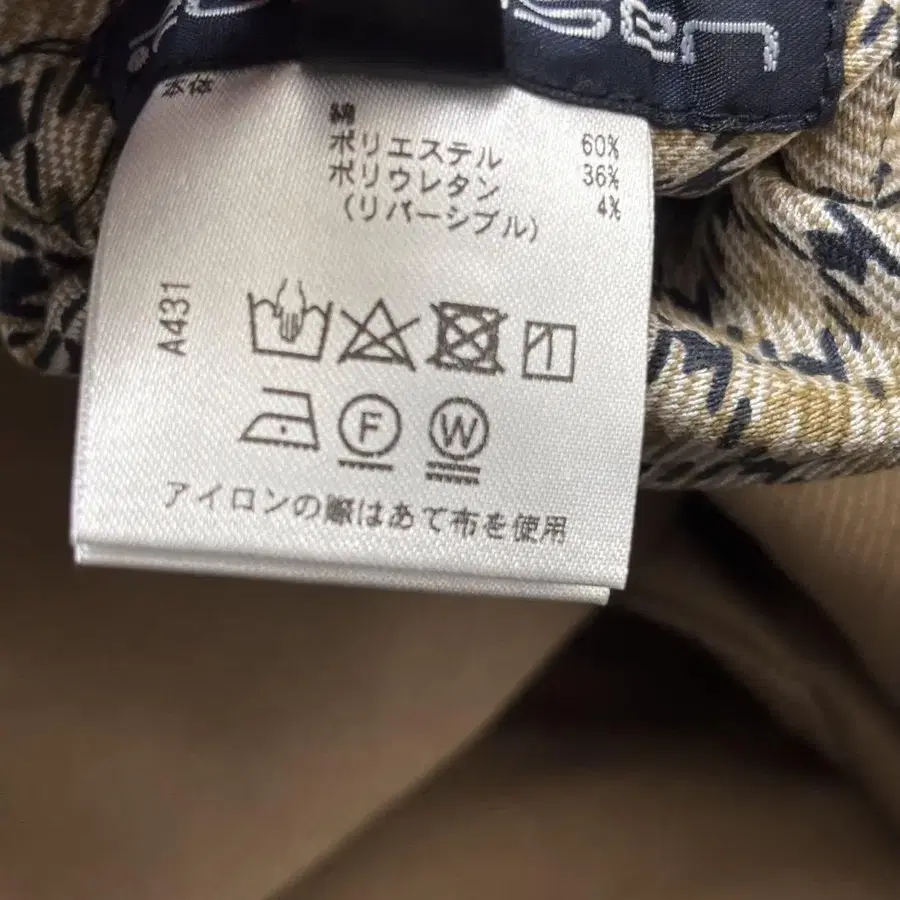 本体
綿 60%
ポリエステル 36%
ポリウレタン 4%
(リバーシブル)
A431
F
W
アイロンの際はあて布を使用